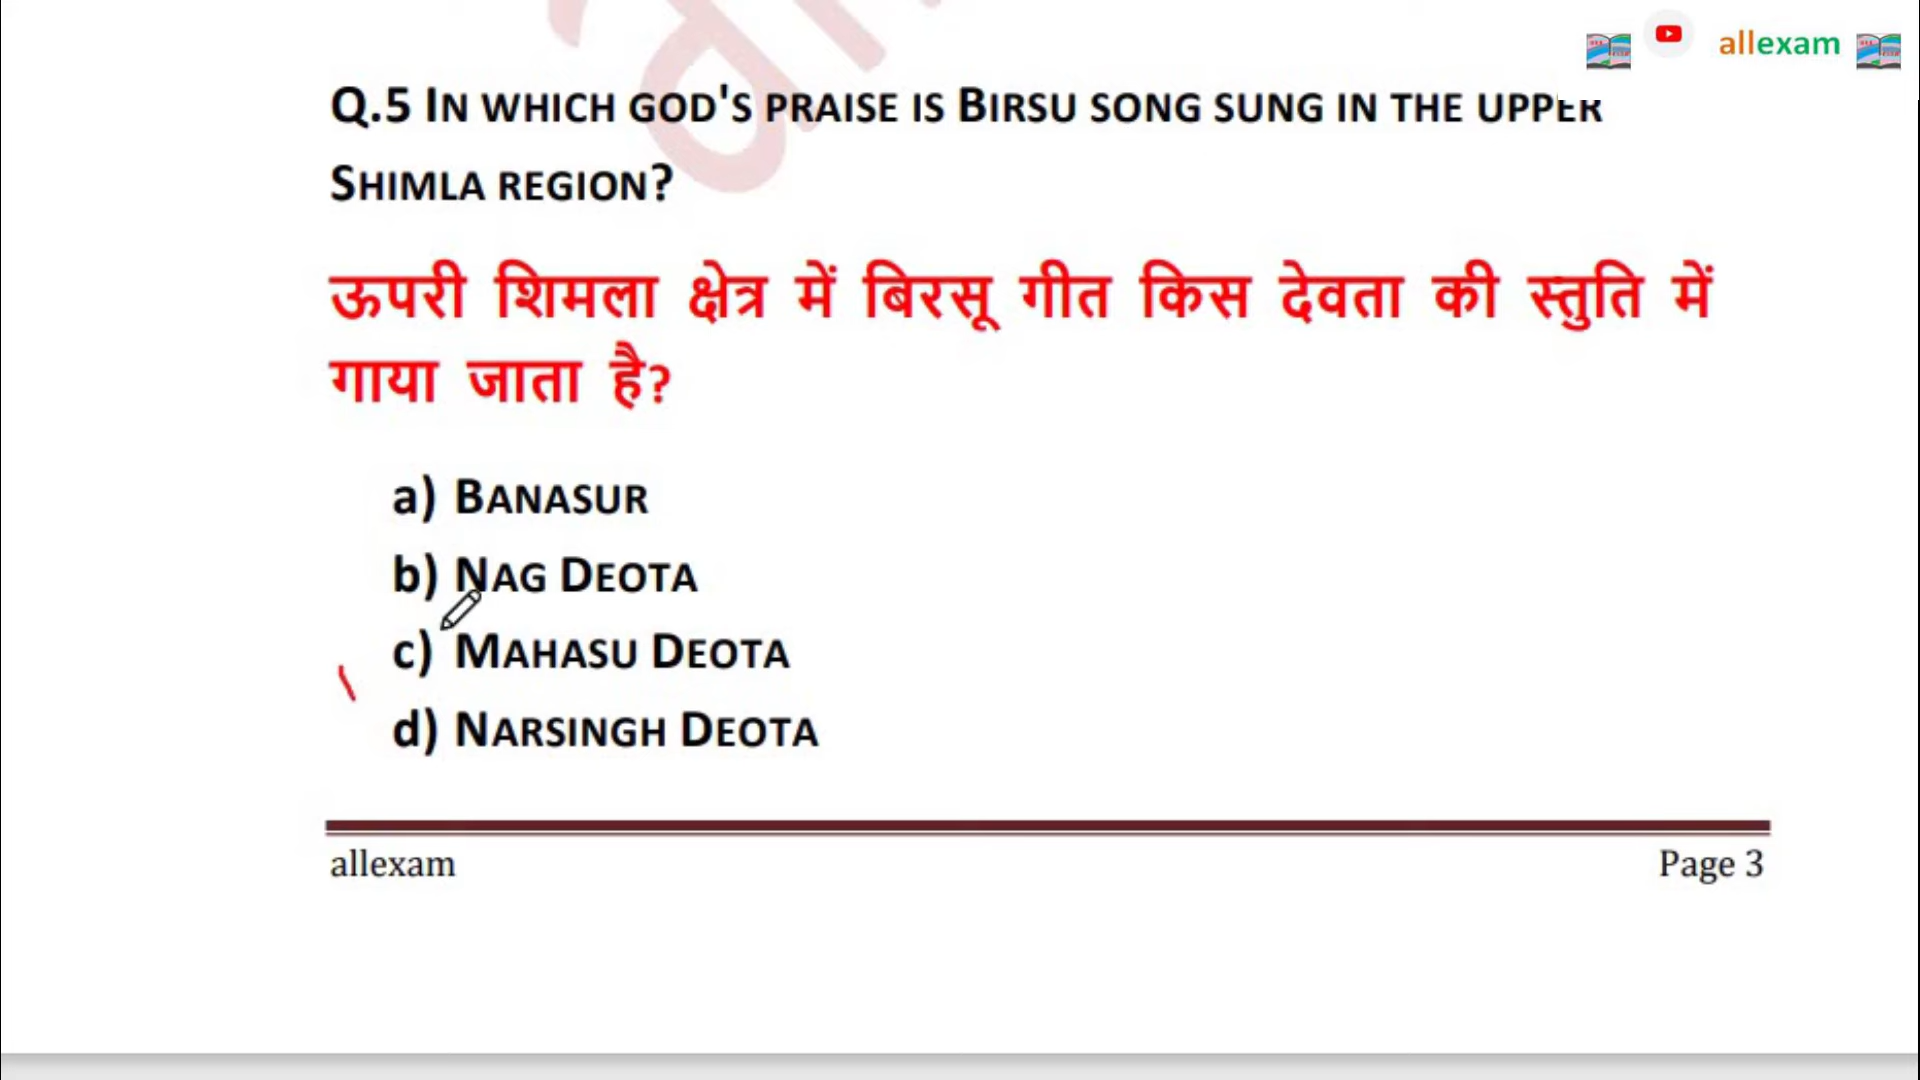 allexam
Q.5 In which god's praise is Birsu song sung in the upper
Shimla region?
ऊपरी शिमला क्षेत्र में बिरसू गीत किस देवता की स्तुति में
गाया जाता है?
a) Banasur
b) Nag Deota
c) Mahasu Deota
d) Narsingh Deota
allexam
Page 3